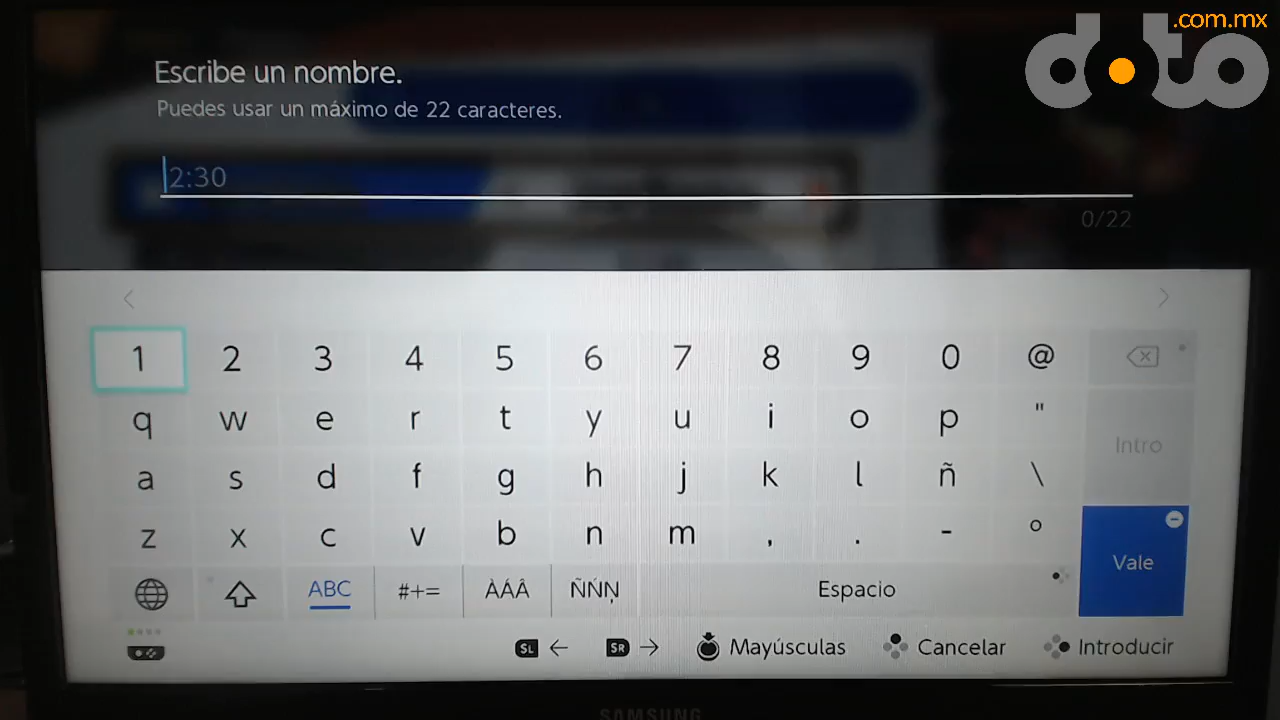 .com.mx
doto
Escribe un nombre.
Puedes usar un máximo de 22 caracteres.
2:30
0/22
1 2 3 4 5 6 7 8 9 0 @
q w e r t y u i o p "
Intro
a s d f g h j k l ñ \
z x c v b n m , . - º
Vale
ABC #+= ÀÁÂ ÑŃŅ Espacio
SL ← SR → Mayúsculas Cancelar Introducir
SAMSUNG